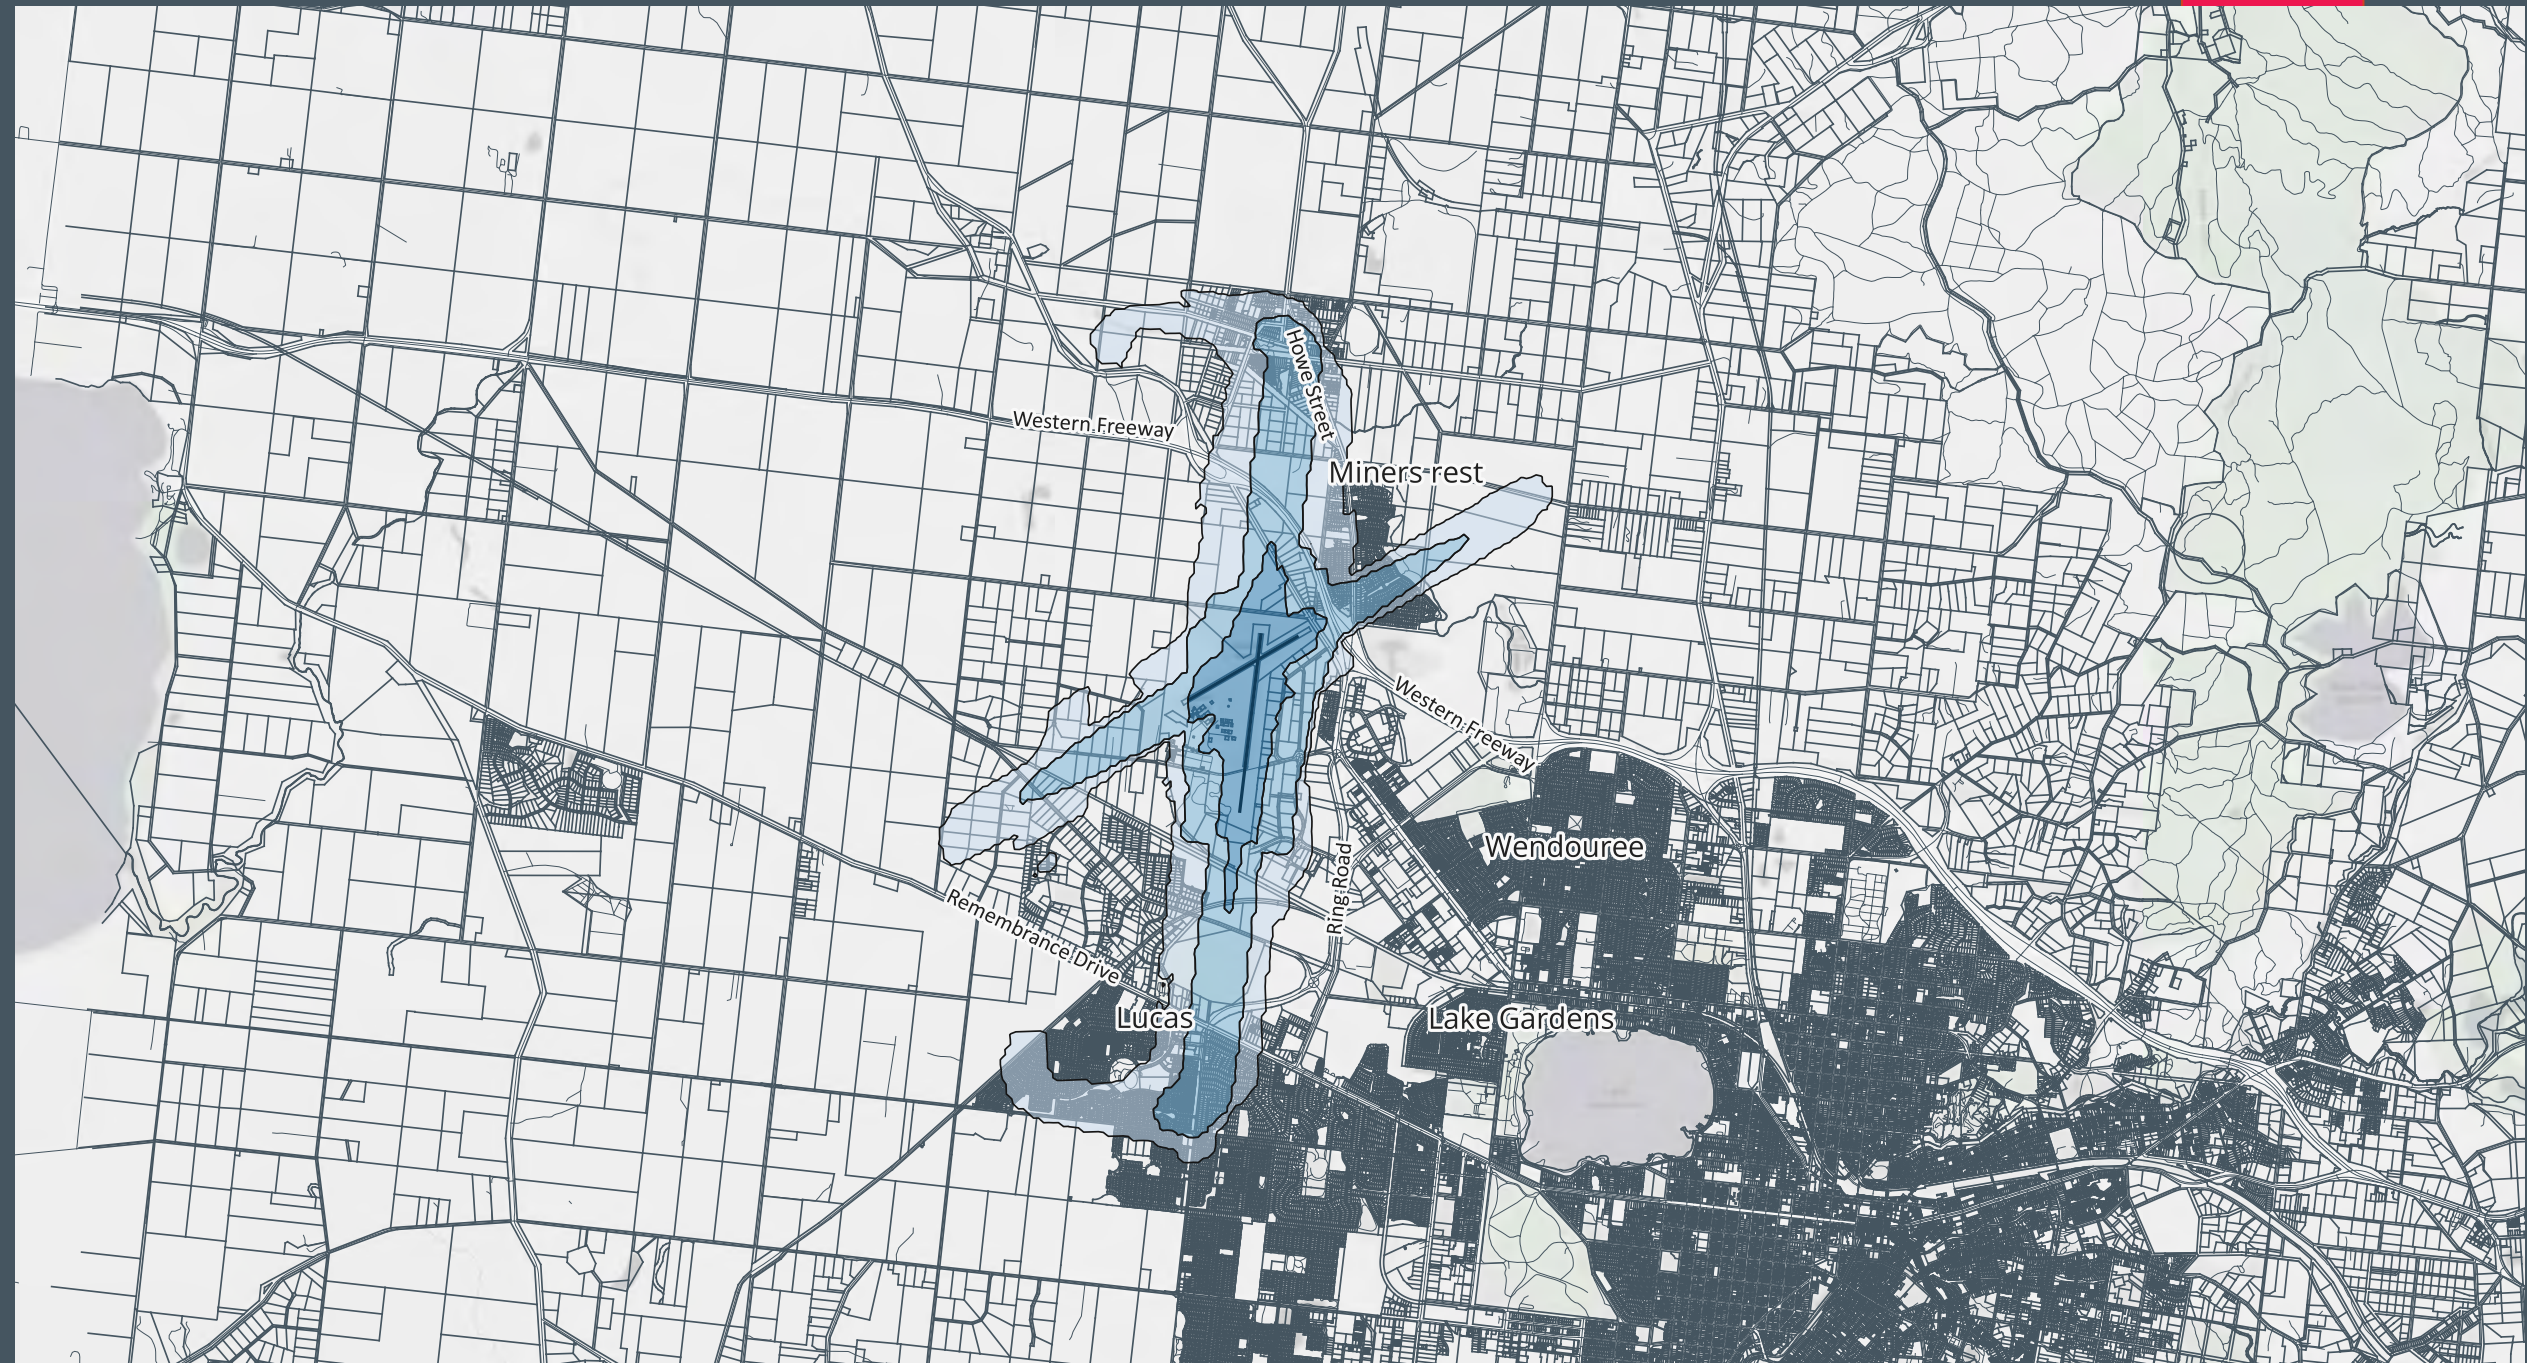 Howe Street
Western Freeway
Miners rest
Western Freeway
Wendouree
Ring Road
Remembrance Drive
Lucas
Lake Gardens